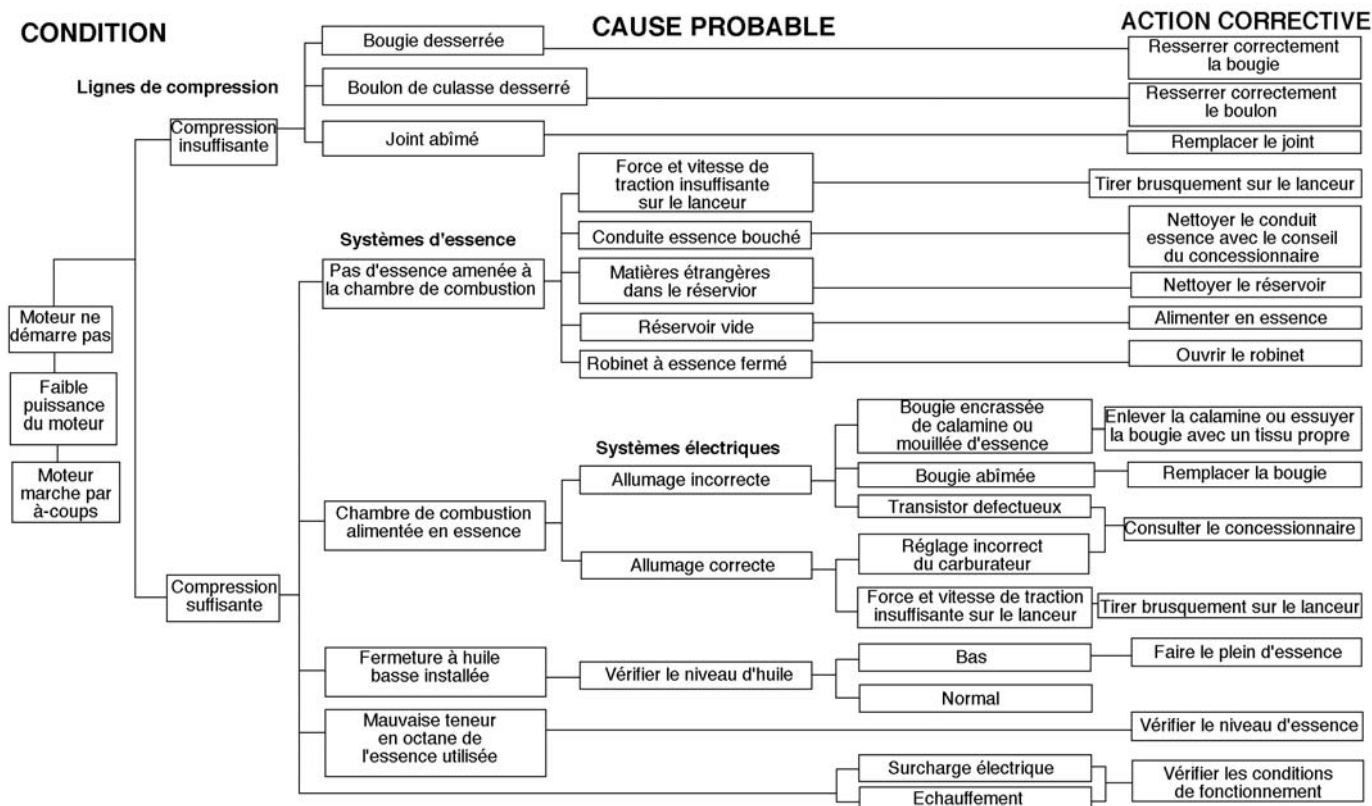 CONDITION
CAUSE PROBABLE
ACTION CORRECTIVE
Lignes de compression
Compression
insuffisante
Bougie desserrée
Resserrer correctement
la bougie
Boulon de culasse desserré
Resserrer correctement
le boulon
Joint abîmé
Remplacer le joint
Moteur ne
démarre pas
Faible
puissance
du moteur
Moteur
marche par
à-coups
Compression
suffisante
Systèmes d'essence
Pas d'essence amenée à
la chambre de combustion
Force et vitesse de
traction insuffisante
sur le lanceur
Tirer brusquement sur le lanceur
Conduite essence bouché
Nettoyer le conduit
essence avec le conseil
du concessionnaire
Matières étrangères
dans le réservior
Nettoyer le réservoir
Réservoir vide
Alimenter en essence
Robinet à essence fermé
Ouvrir le robinet
Systèmes électriques
Chambre de combustion
alimentée en essence
Allumage incorrecte
Bougie encrassée
de calamine ou
mouillée d'essence
Enlever la calamine ou essuyer
la bougie avec un tissu propre
Bougie abîmée
Remplacer la bougie
Transistor defectueux
Consulter le concessionnaire
Allumage correcte
Réglage incorrect
du carburateur
Force et vitesse de traction
insuffisante sur le lanceur
Tirer brusquement sur le lanceur
Fermeture à huile
basse installée
Vérifier le niveau d'huile
Bas
Faire le plein d'essence
Normal
Mauvaise teneur
en octane de
l'essence utilisée
Vérifier le niveau d'essence
Surcharge électrique
Echauffement
Vérifier les conditions
de fonctionnement